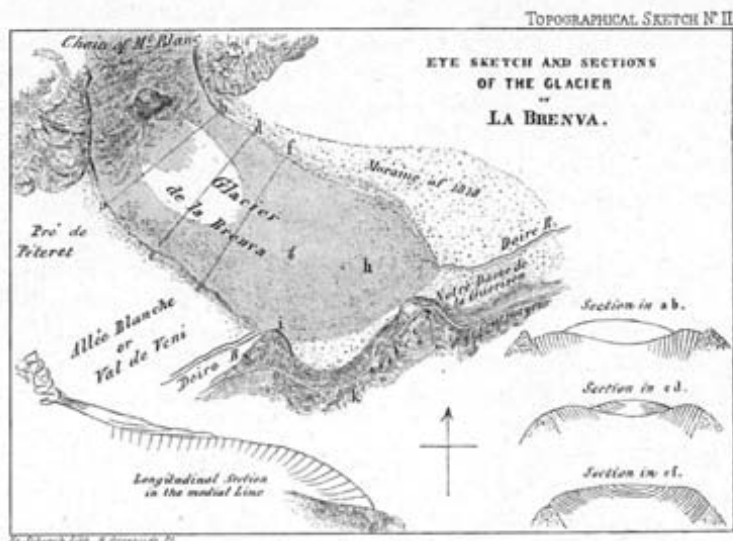 TOPOGRAPHICAL SKETCH Nº II
Chain of Mt. Blanc
EYE SKETCH AND SECTIONS
OF THE GLACIER
OF
LA BRENVA.
b
d
f
Moraine of 1818
Glacier
de la Brenva
a
c
e
g
h
Pro' de
Péteret
Doire R.
Notre Dame de
la Guérison
Allée Blanche
or
Val de Veni
Doire R.
i
k
Section in ab.
Section in cd.
Section in ef.
Longitudinal Section
in the medial Line